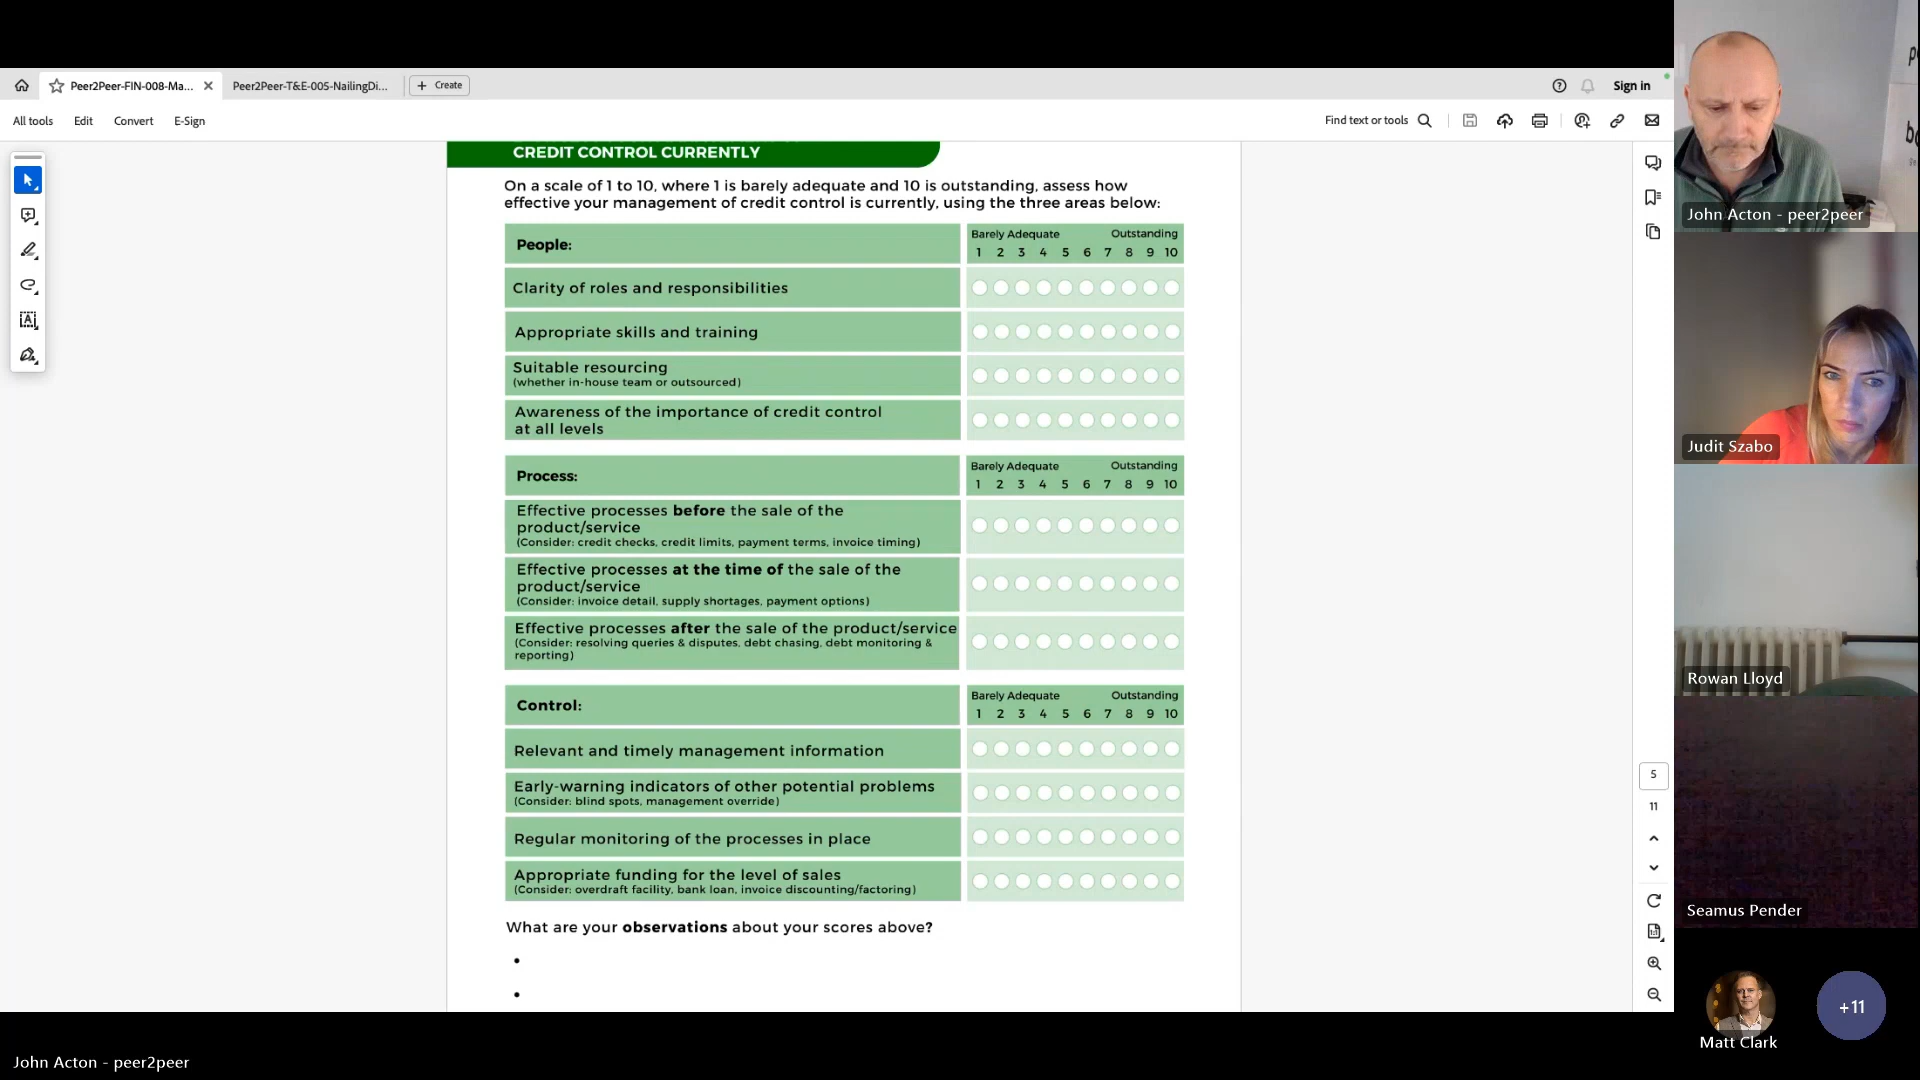 Peer2Peer-FIN-008-Ma...
Peer2Peer-T&E-005-NailingDi...
Create
Sign in
All tools
Edit
Convert
E-Sign
Find text or tools
CREDIT CONTROL CURRENTLY
On a scale of 1 to 10, where 1 is barely adequate and 10 is outstanding, assess how
effective your management of credit control is currently, using the three areas below:
People:
Barely Adequate Outstanding
1 2 3 4 5 6 7 8 9 10
Clarity of roles and responsibilities
Appropriate skills and training
Suitable resourcing
(whether in-house team or outsourced)
Awareness of the importance of credit control
at all levels
Process:
Barely Adequate Outstanding
1 2 3 4 5 6 7 8 9 10
Effective processes before the sale of the
product/service
(Consider: credit checks, credit limits, payment terms, invoice timing)
Effective processes at the time of the sale of the
product/service
(Consider: invoice detail, supply shortages, payment options)
Effective processes after the sale of the product/service
(Consider: resolving queries & disputes, debt chasing, debt monitoring &
reporting)
Control:
Barely Adequate Outstanding
1 2 3 4 5 6 7 8 9 10
Relevant and timely management information
Early-warning indicators of other potential problems
(Consider: blind spots, management override)
Regular monitoring of the processes in place
Appropriate funding for the level of sales
(Consider: overdraft facility, bank loan, invoice discounting/factoring)
What are your observations about your scores above?
•
•
5
11
John Acton - peer2peer
Judit Szabo
Rowan Lloyd
Seamus Pender
Matt Clark
+11
John Acton - peer2peer